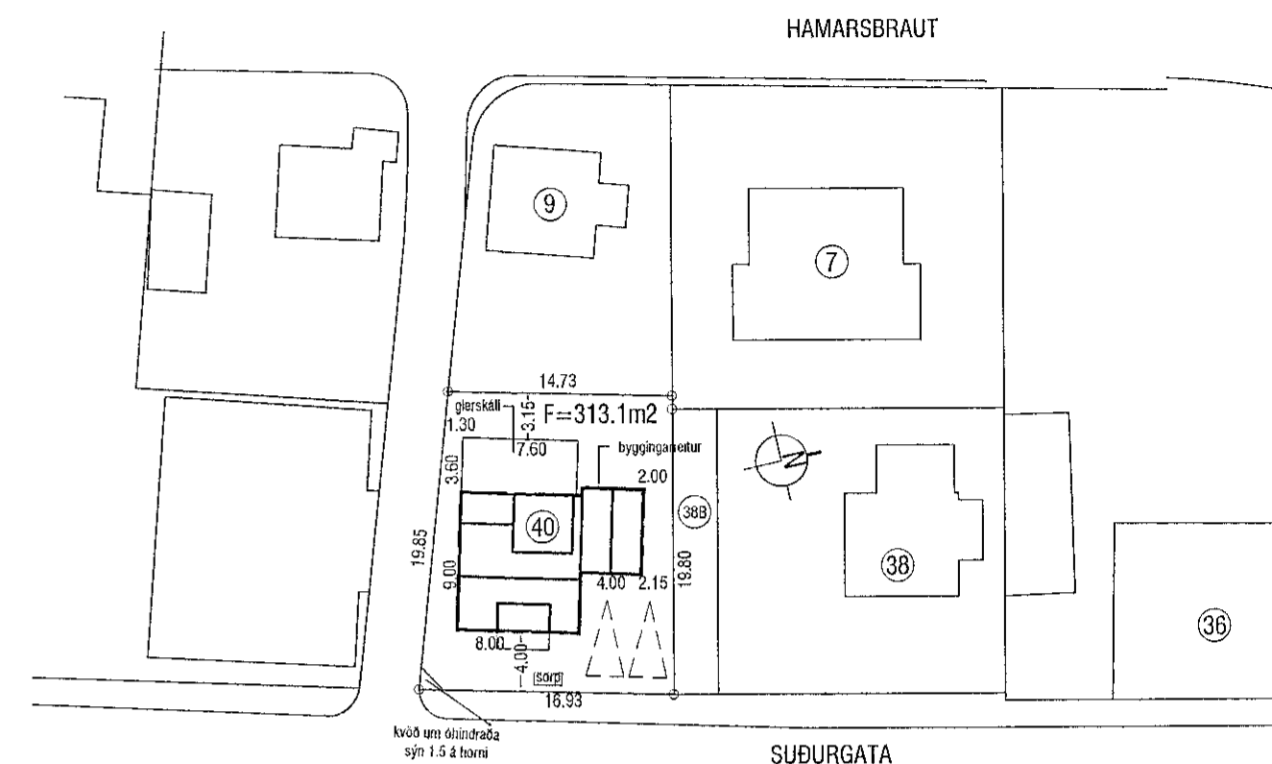 HAMARSBRAUT
9
7
14.73
glerskáli
3.15
F=313.1m2
1.30
7.60
byggingarreitur
2.00
3.60
38B
40
19.85
9.00
19.80
38
4.00
2.15
36
8.00
4.00
sorp
16.93
kvöð um óhindraða
sýn 1.5 á horni
SUÐURGATA
N